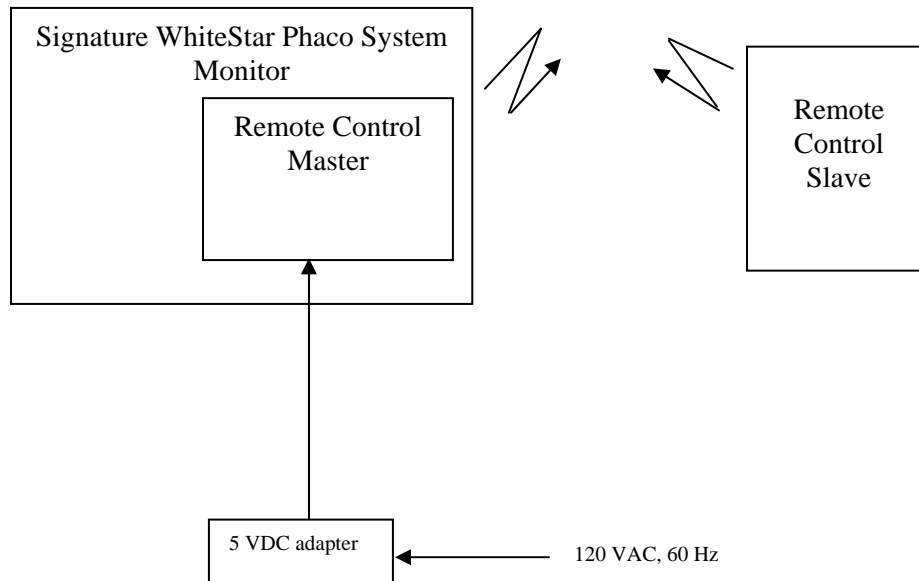 Signature WhiteStar Phaco System
Monitor
Remote Control
Master
Remote
Control
Slave
5 VDC adapter
120 VAC, 60 Hz